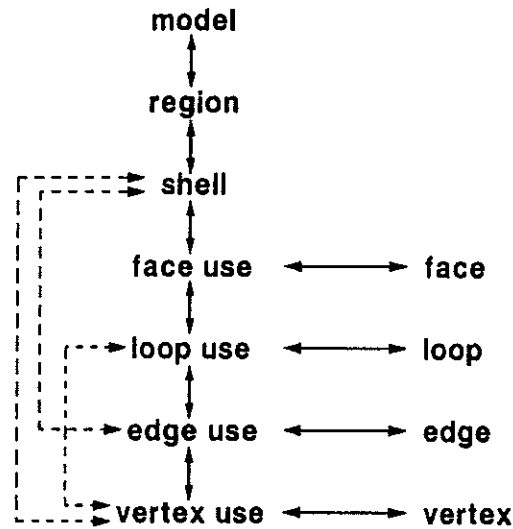 model
region
shell
face use face
loop use loop
edge use edge
vertex use vertex